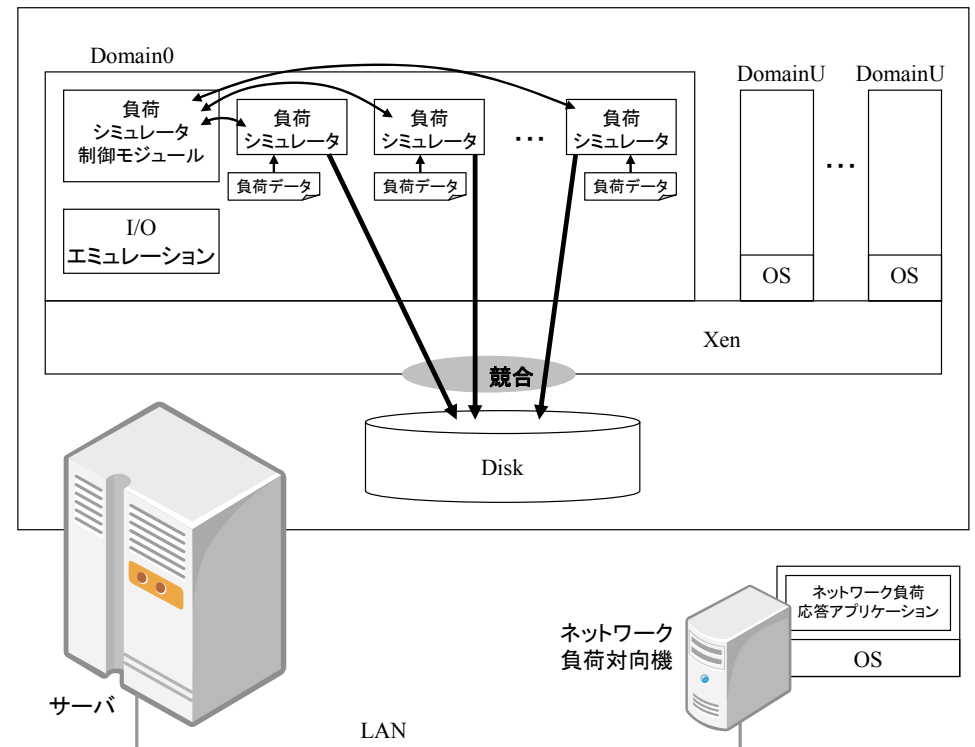 Domain0
DomainU
DomainU
負荷
シミュレータ
制御モジュール
負荷
シミュレータ
負荷
シミュレータ
...
負荷
シミュレータ
...
負荷データ
負荷データ
負荷データ
I/O
エミュレーション
OS
OS
Xen
競合
Disk
ネットワーク負荷
応答アプリケーション
OS
ネットワーク
負荷対向機
サーバ
LAN